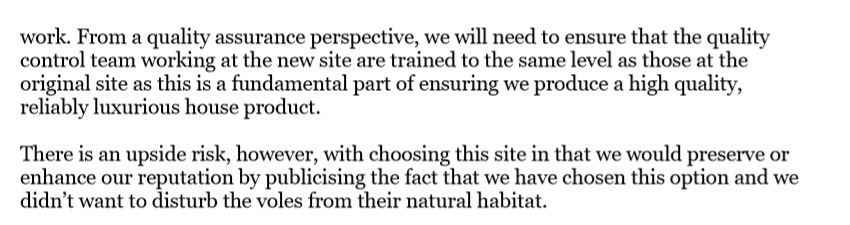 work. From a quality assurance perspective, we will need to ensure that the quality
control team working at the new site are trained to the same level as those at the
original site as this is a fundamental part of ensuring we produce a high quality,
reliably luxurious house product.
There is an upside risk, however, with choosing this site in that we would preserve or
enhance our reputation by publicising the fact that we have chosen this option and we
didn’t want to disturb the voles from their natural habitat.